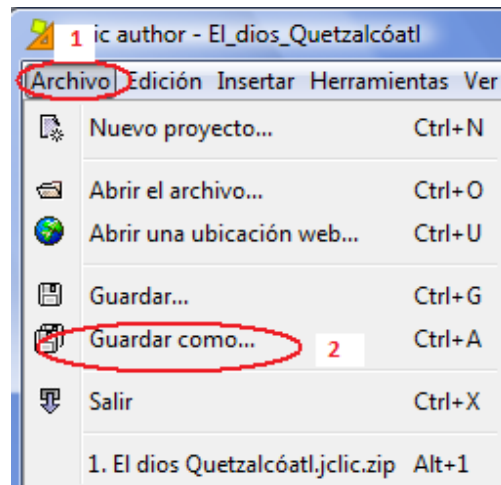 1 ic author - El_dios_Quetzalcóatl
Archivo Edición Insertar Herramientas Ver
Nuevo proyecto... Ctrl+N
Abrir el archivo... Ctrl+O
Abrir una ubicación web... Ctrl+U
Guardar... Ctrl+G
Guardar como... 2 Ctrl+A
Salir Ctrl+X
1. El dios Quetzalcóatl.jclic.zip Alt+1